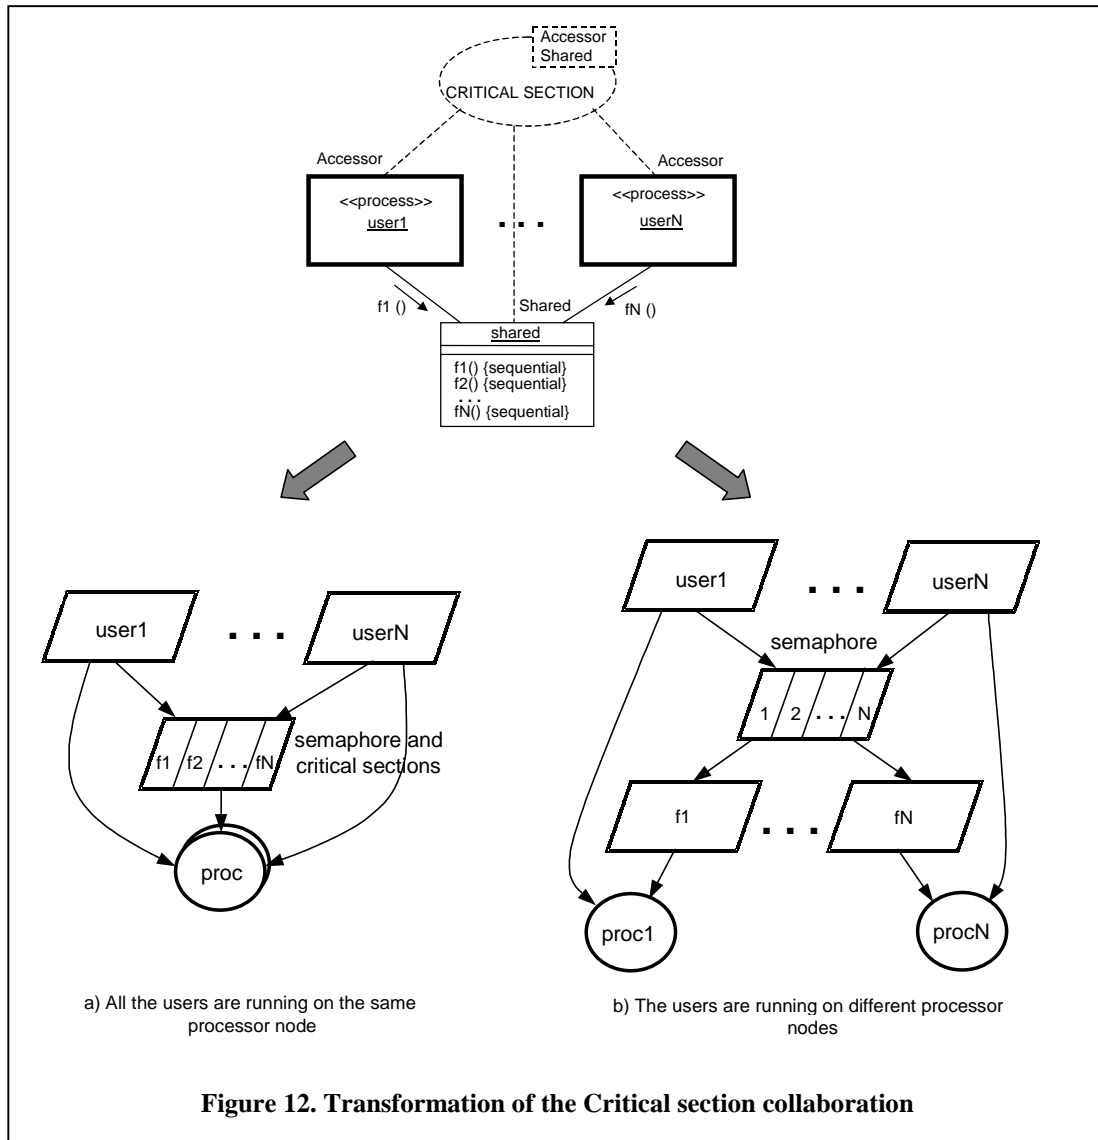 Accessor
Shared
CRITICAL SECTION
Accessor
Accessor
<<process>>
user1
. . .
<<process>>
userN
f1 ()
Shared
fN ()
shared
f1() {sequential}
f2() {sequential}
. . .
fN() {sequential}
user1
. . .
userN
f1 f2 . . . fN
semaphore and
critical sections
proc
user1
. . .
userN
semaphore
1 2 . . . N
f1
. . .
fN
proc1
procN
a) All the users are running on the same
processor node
b) The users are running on different processor
nodes
Figure 12. Transformation of the Critical section collaboration